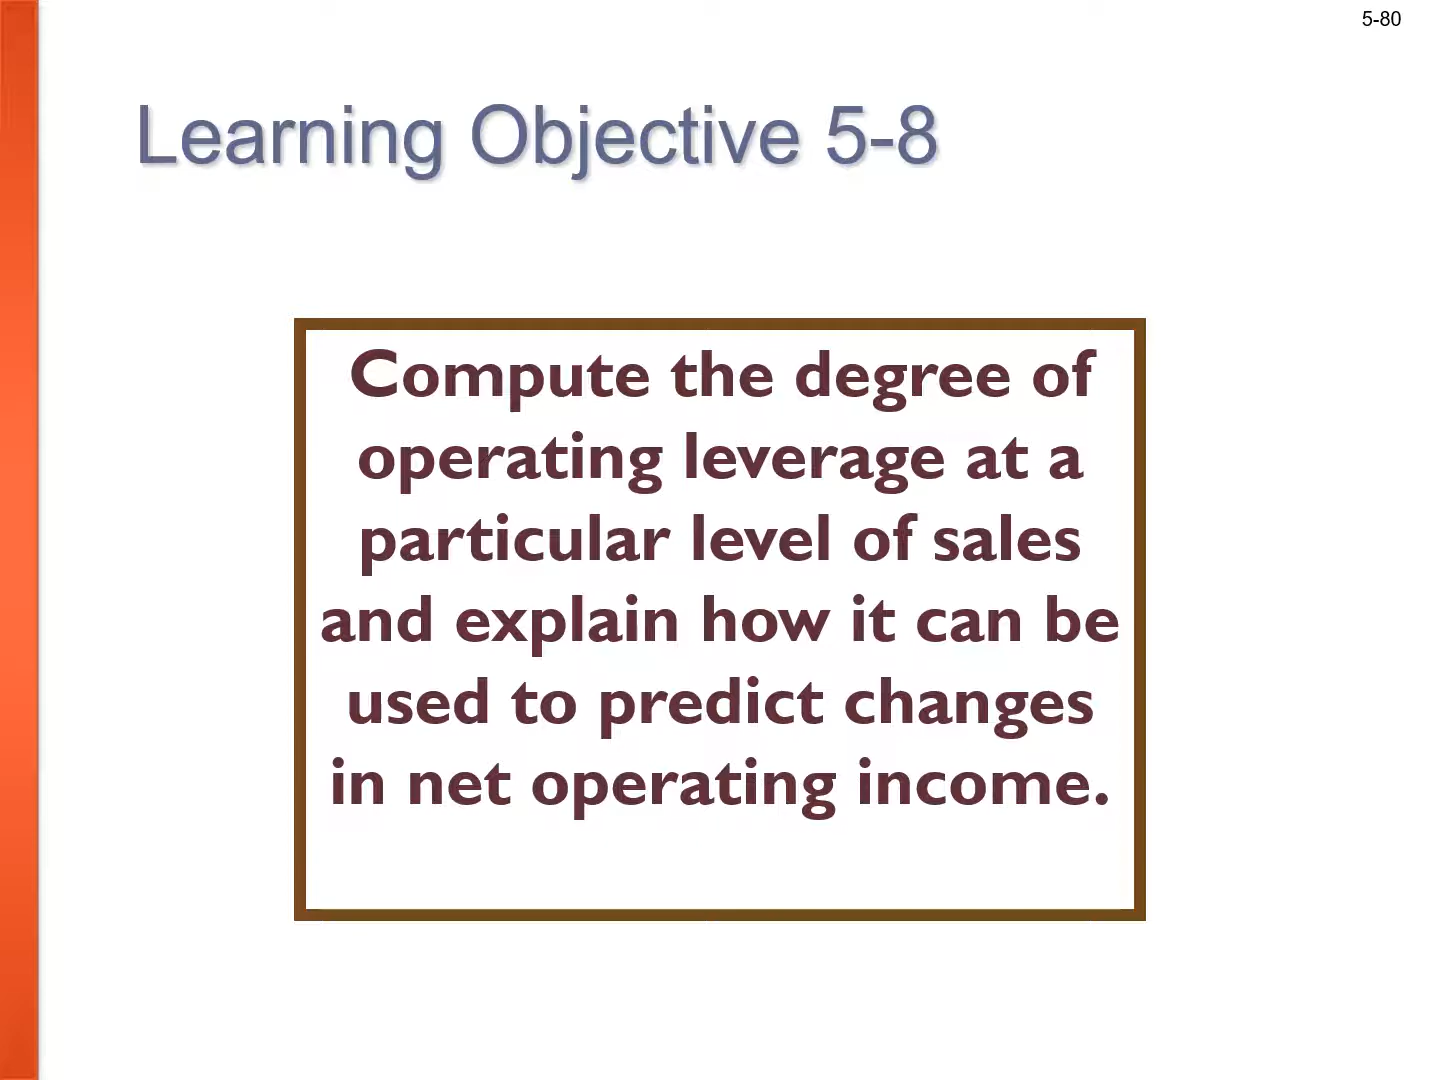 5-80
Learning Objective 5-8
Compute the degree of
operating leverage at a
particular level of sales
and explain how it can be
used to predict changes
in net operating income.